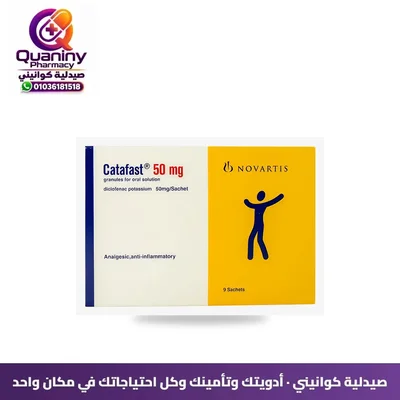 Quaniny
Pharmacy
صيدلية كوانيني
01036181518
Catafast® 50 mg
granules for oral solution
diclofenac potassium 50mg/Sachet
Analgesic,anti-inflammatory
NOVARTIS
9 Sachets
صيدلية كوانيني - أدويتك وتأمينك وكل احتياجاتك في مكان واحد